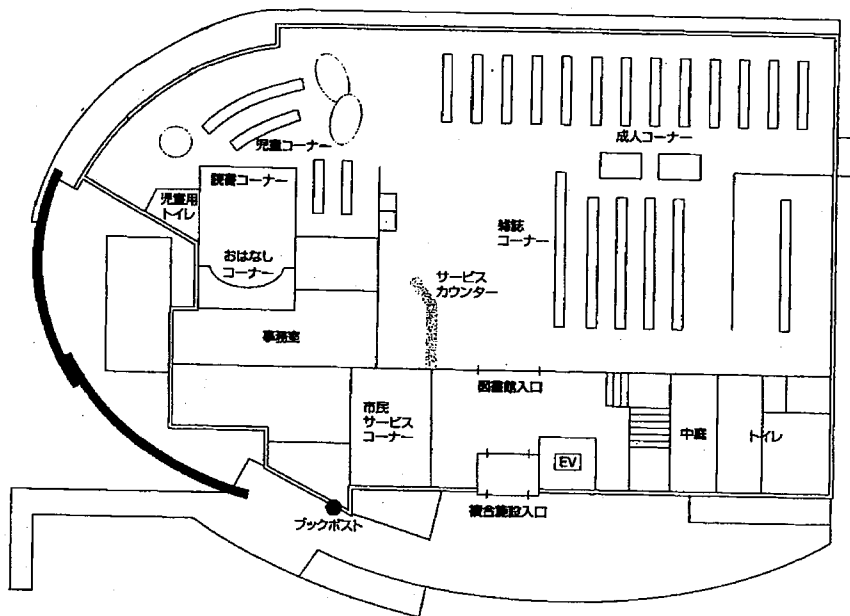 児童コーナー
成人コーナー
読書コーナー
児童用
トイレ
雑誌
コーナー
おはなし
コーナー
サービス
カウンター
事務室
図書館入口
市民
サービス
コーナー
中庭
トイレ
EV
複合施設入口
ブックポスト